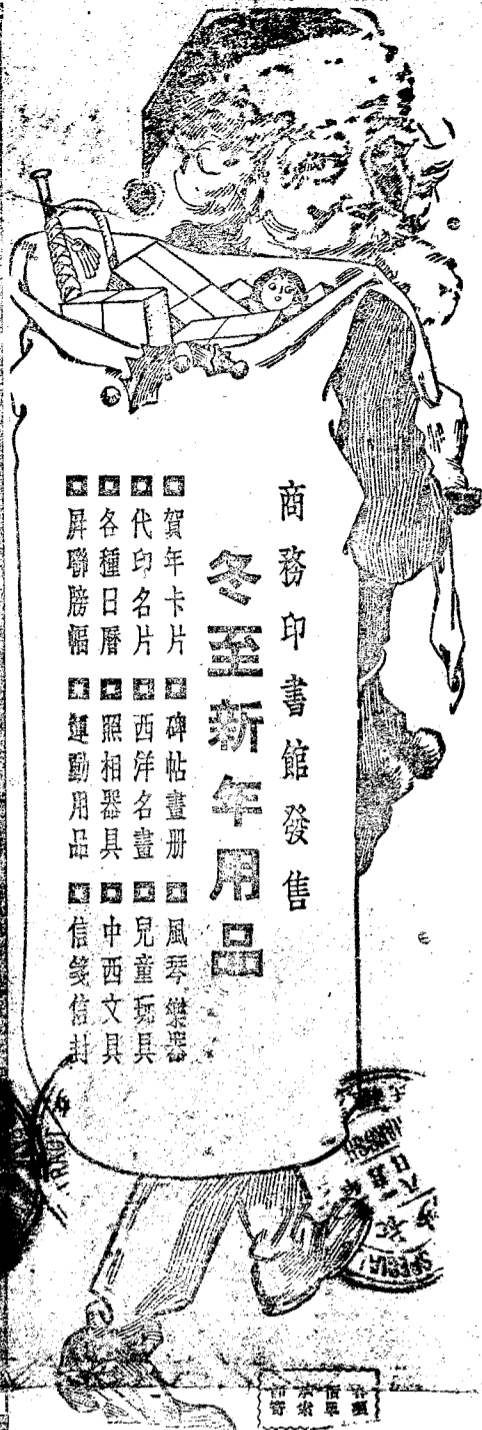 商務印書館發售
冬至新年用品
賀年卡片 碑帖畫册 風琴樂器
代印名片 西洋名畫 兒童玩具
各種日曆 照相器具 中西文具
屏聯牓幅 運動用品 信箋信封